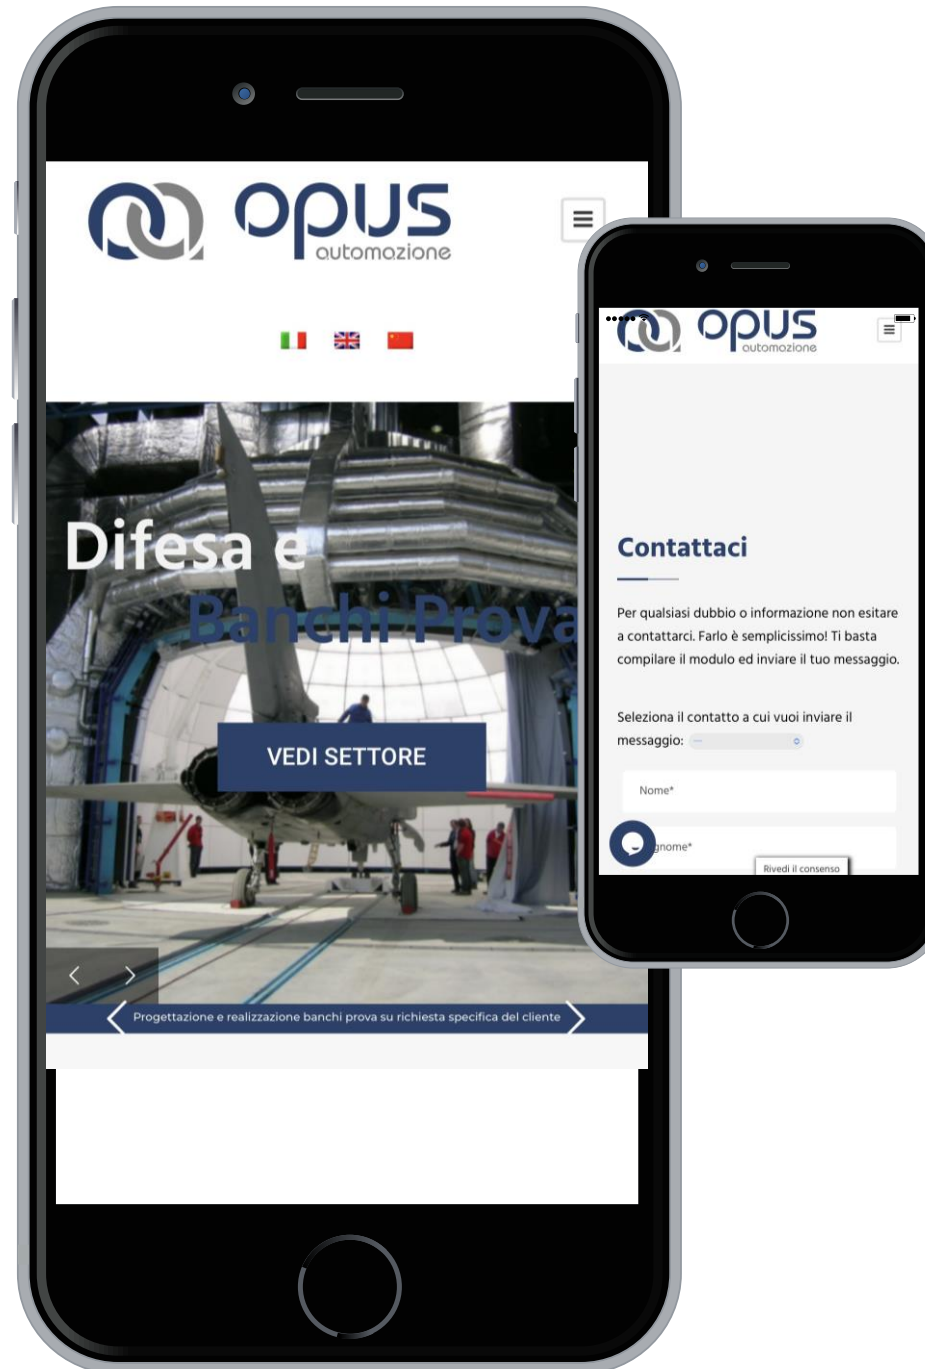 opus
automazione
Difesa e
Banchi Prova
VEDI SETTORE
Progettazione e realizzazione banchi prova su richiesta specifica del cliente
opus
automazione
Contattaci
Per qualsiasi dubbio o informazione non esitare
a contattarci. Farlo è semplicissimo! Ti basta
compilare il modulo ed inviare il tuo messaggio.
Seleziona il contatto a cui vuoi inviare il
messaggio: ---
Nome*
gnome*
Rivedi il consenso